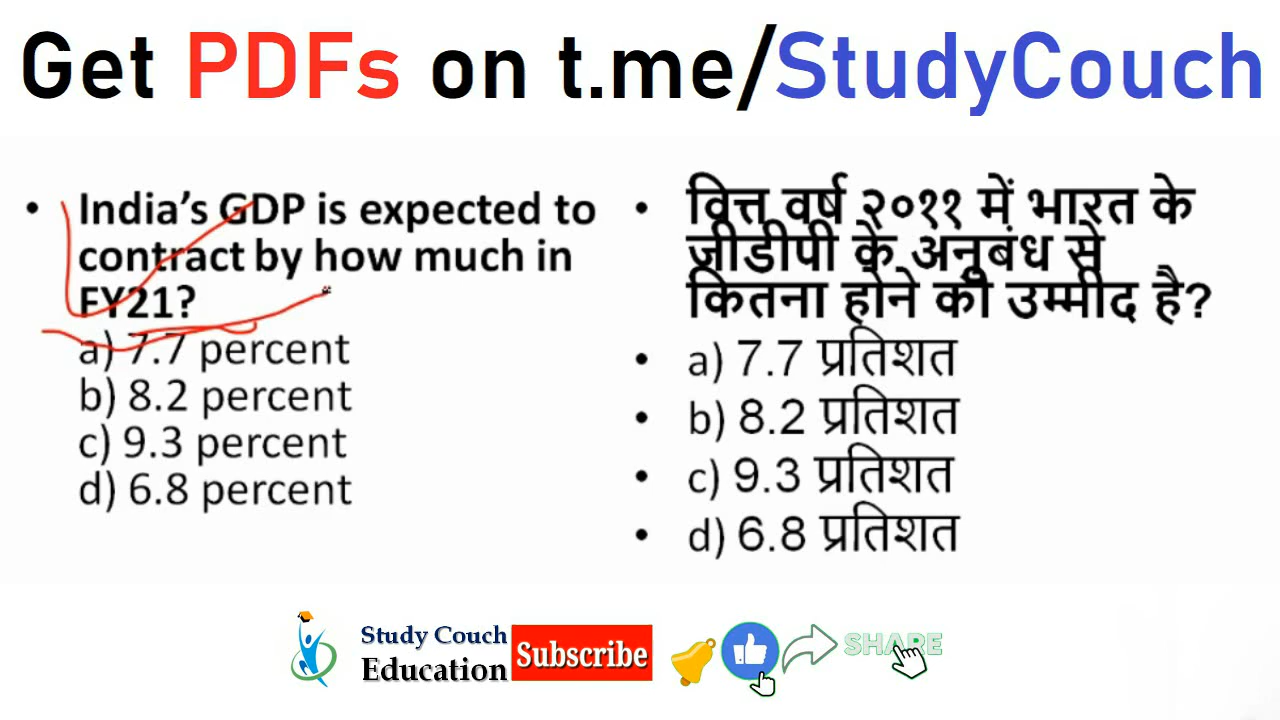 Get PDFs on t.me/StudyCouch
• India's GDP is expected to
contract by how much in
FY21?
a) 7.7 percent
b) 8.2 percent
c) 9.3 percent
d) 6.8 percent
• वित्त वर्ष २०११ में भारत के
जीडीपी के अनुबंध से
कितना होने की उम्मीद है?
• a) 7.7 प्रतिशत
• b) 8.2 प्रतिशत
• c) 9.3 प्रतिशत
• d) 6.8 प्रतिशत
Study Couch
Education
Subscribe
SHARE